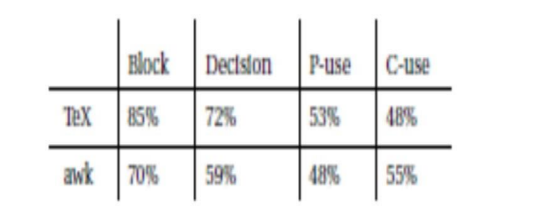 Block Decision P-use C-use
TeX 85% 72% 53% 48%
awk 70% 59% 48% 55%